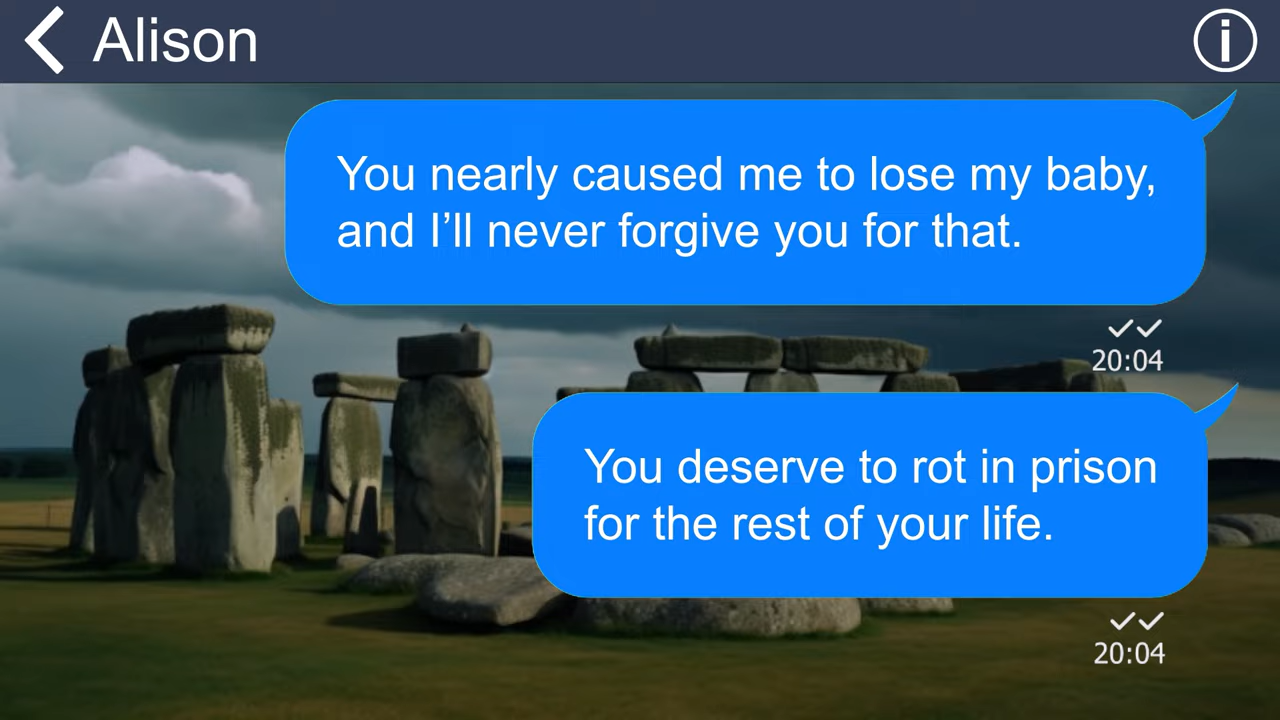 Alison
You nearly caused me to lose my baby,
and I’ll never forgive you for that.
20:04
You deserve to rot in prison
for the rest of your life.
20:04